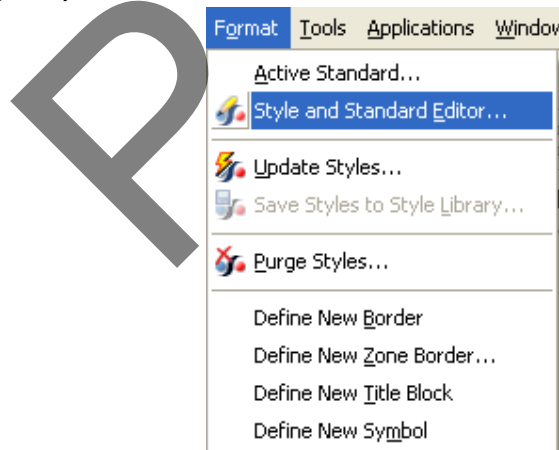 Format Tools Applications
Active Standard...
Style and Standard Editor...
Update Styles...
Save Styles to Style Library...
Purge Styles...
Define New Border
Define New Zone Border...
Define New Title Block
Define New Symbol